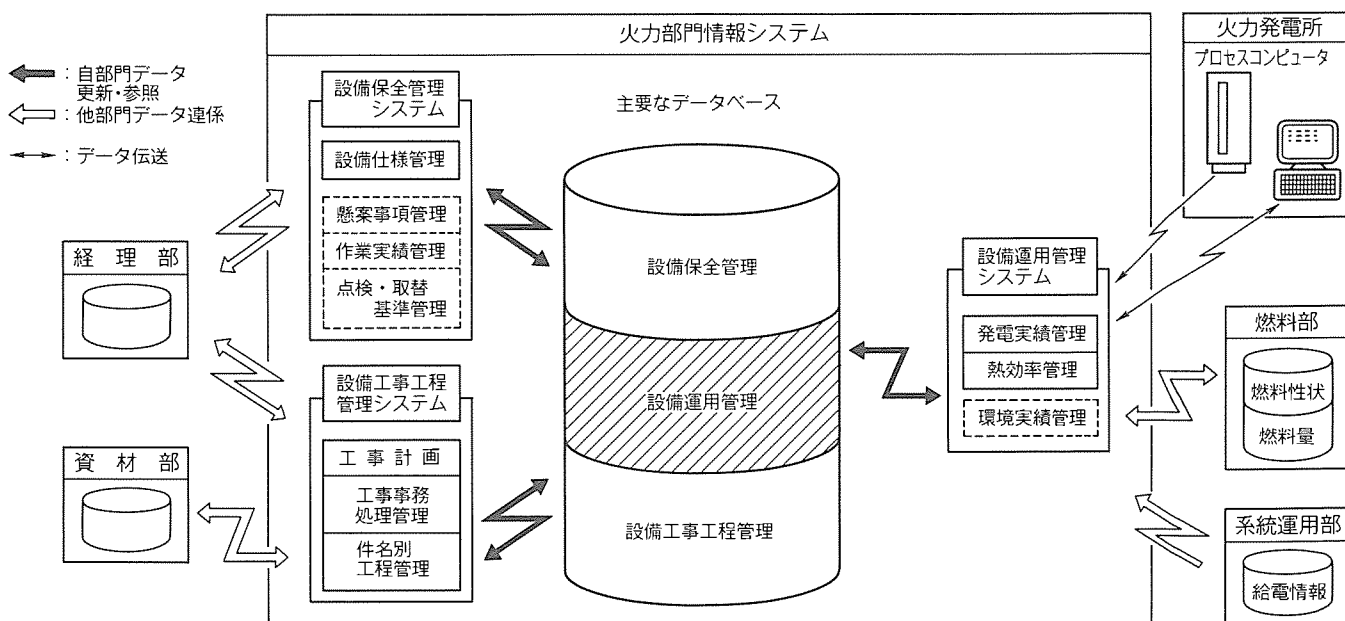 火力部門情報システム
火力発電所
プロセスコンピュータ
：自部門データ
更新・参照
：他部門データ連係
：データ伝送
設備保全管理
システム
設備仕様管理
懸案事項管理
作業実績管理
点検・取替
基準管理
主要なデータベース
設備保全管理
設備運用管理
設備工事工程管理
経理部
設備工事工程
管理システム
工事計画
工事事務
処理管理
件名別
工程管理
資材部
設備運用管理
システム
発電実績管理
熱効率管理
環境実績管理
燃料部
燃料性状
燃料量
系統運用部
給電情報